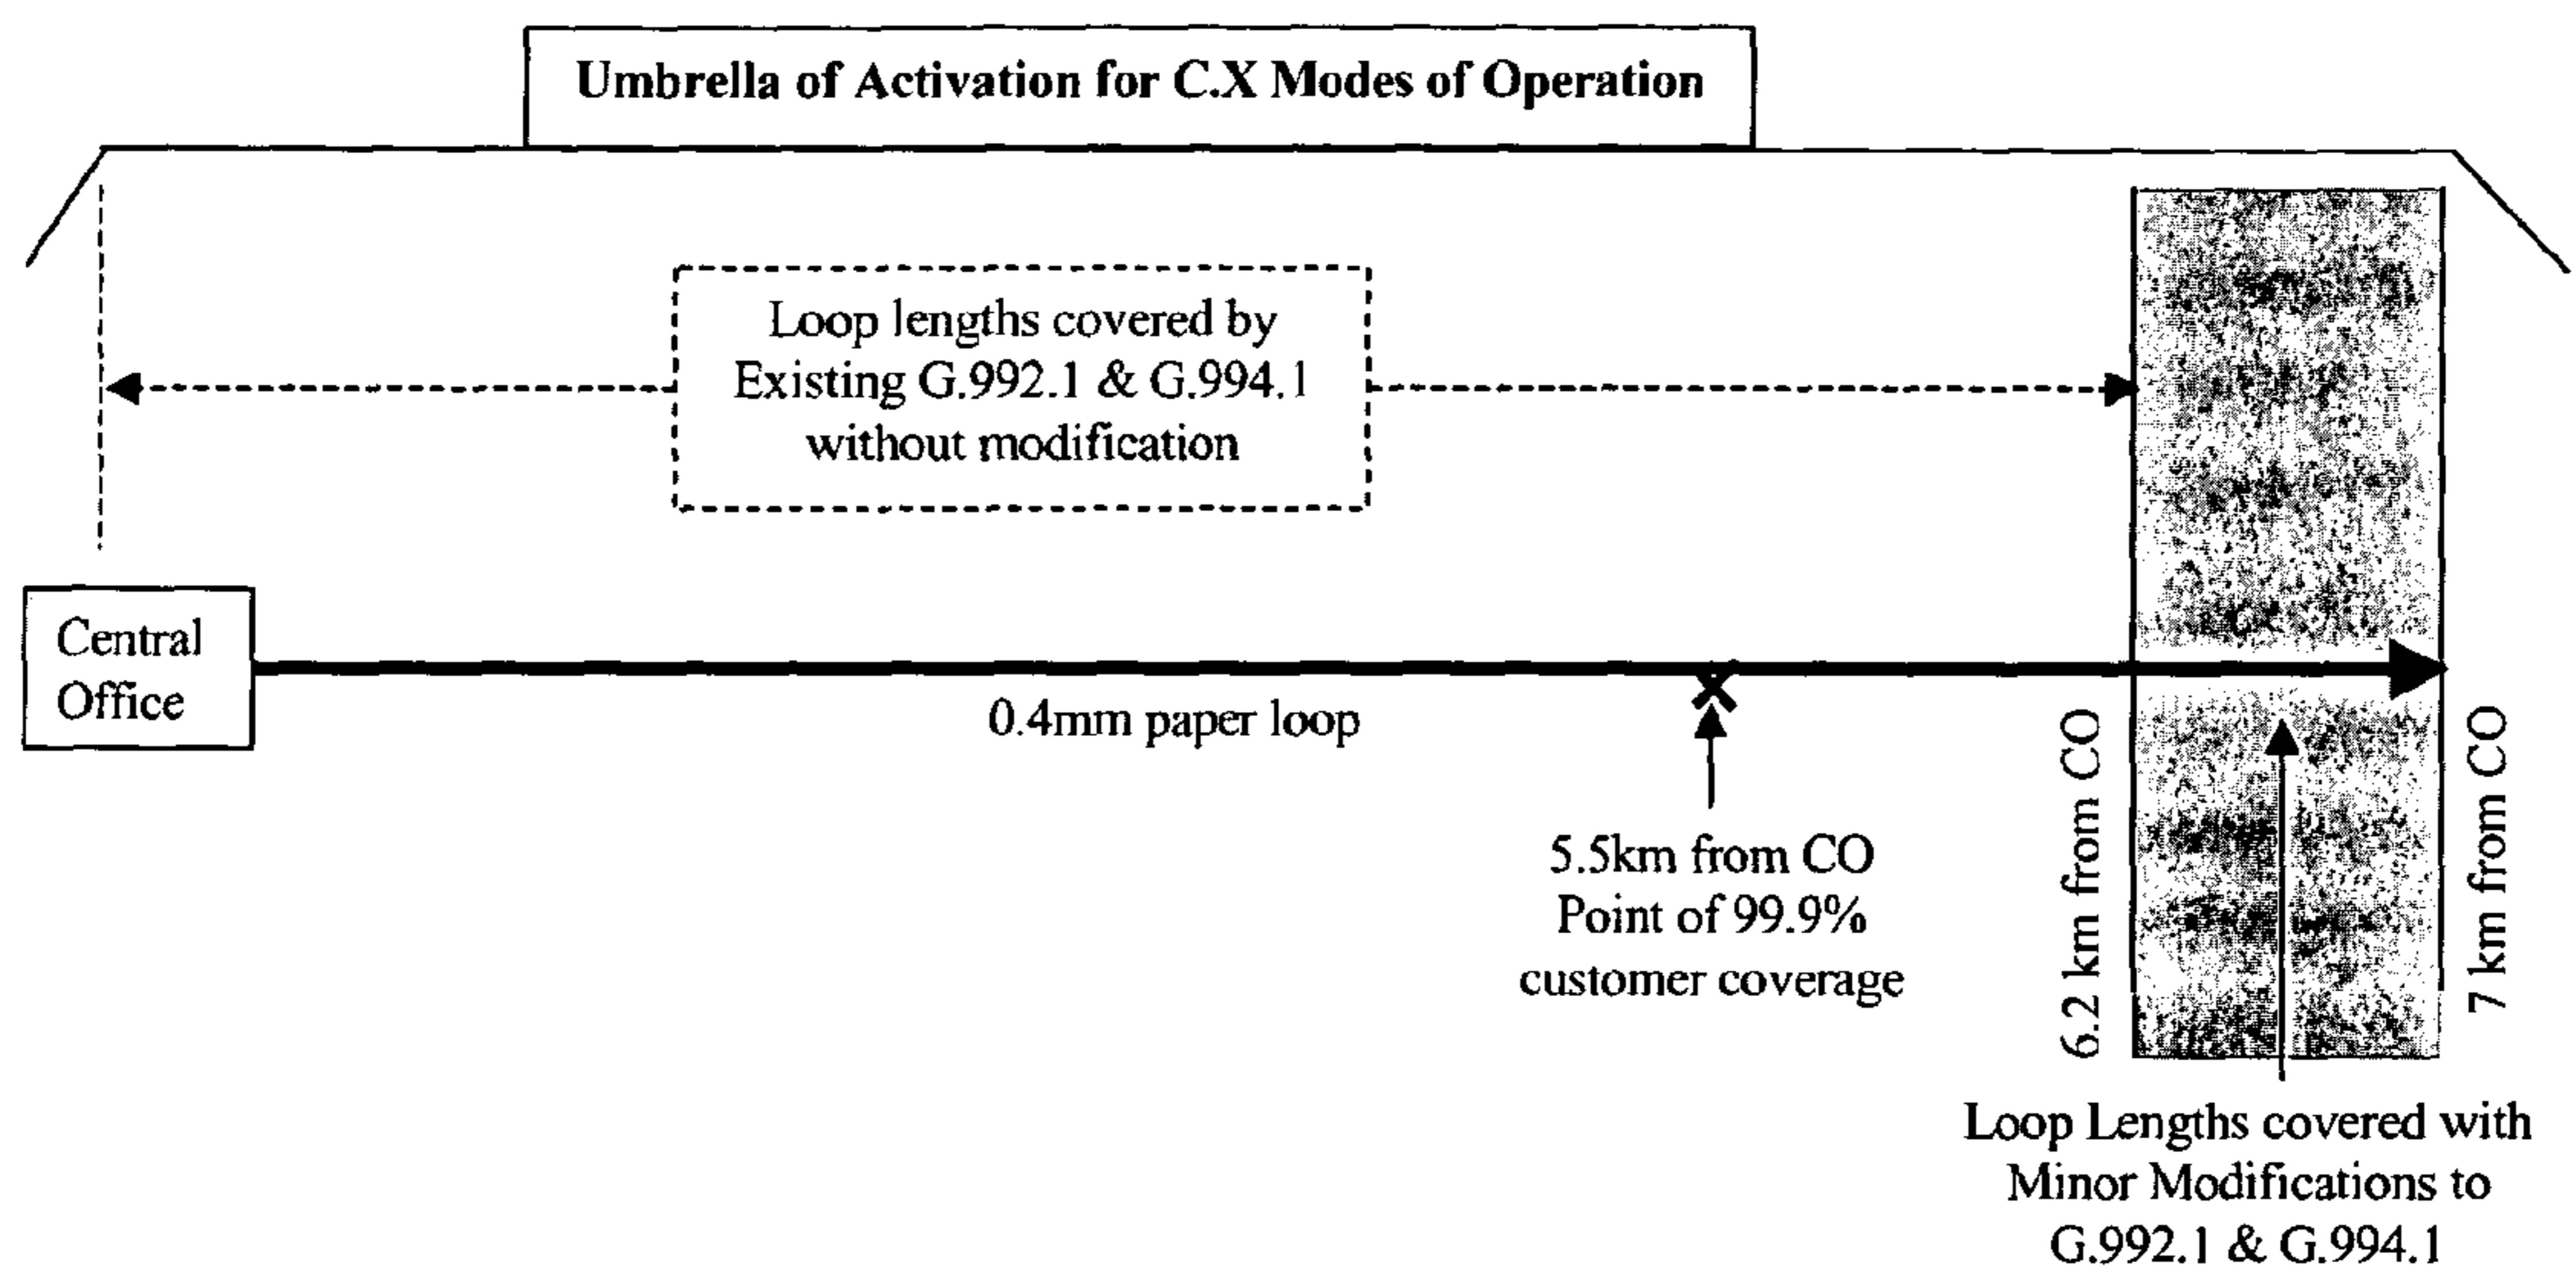 Umbrella of Activation for C.X Modes of Operation
Loop lengths covered by
Existing G.992.1 & G.994.1
without modification
Central
Office
0.4mm paper loop
5.5km from CO
Point of 99.9%
customer coverage
6.2 km from CO
7 km from CO
Loop Lengths covered with
Minor Modifications to
G.992.1 & G.994.1